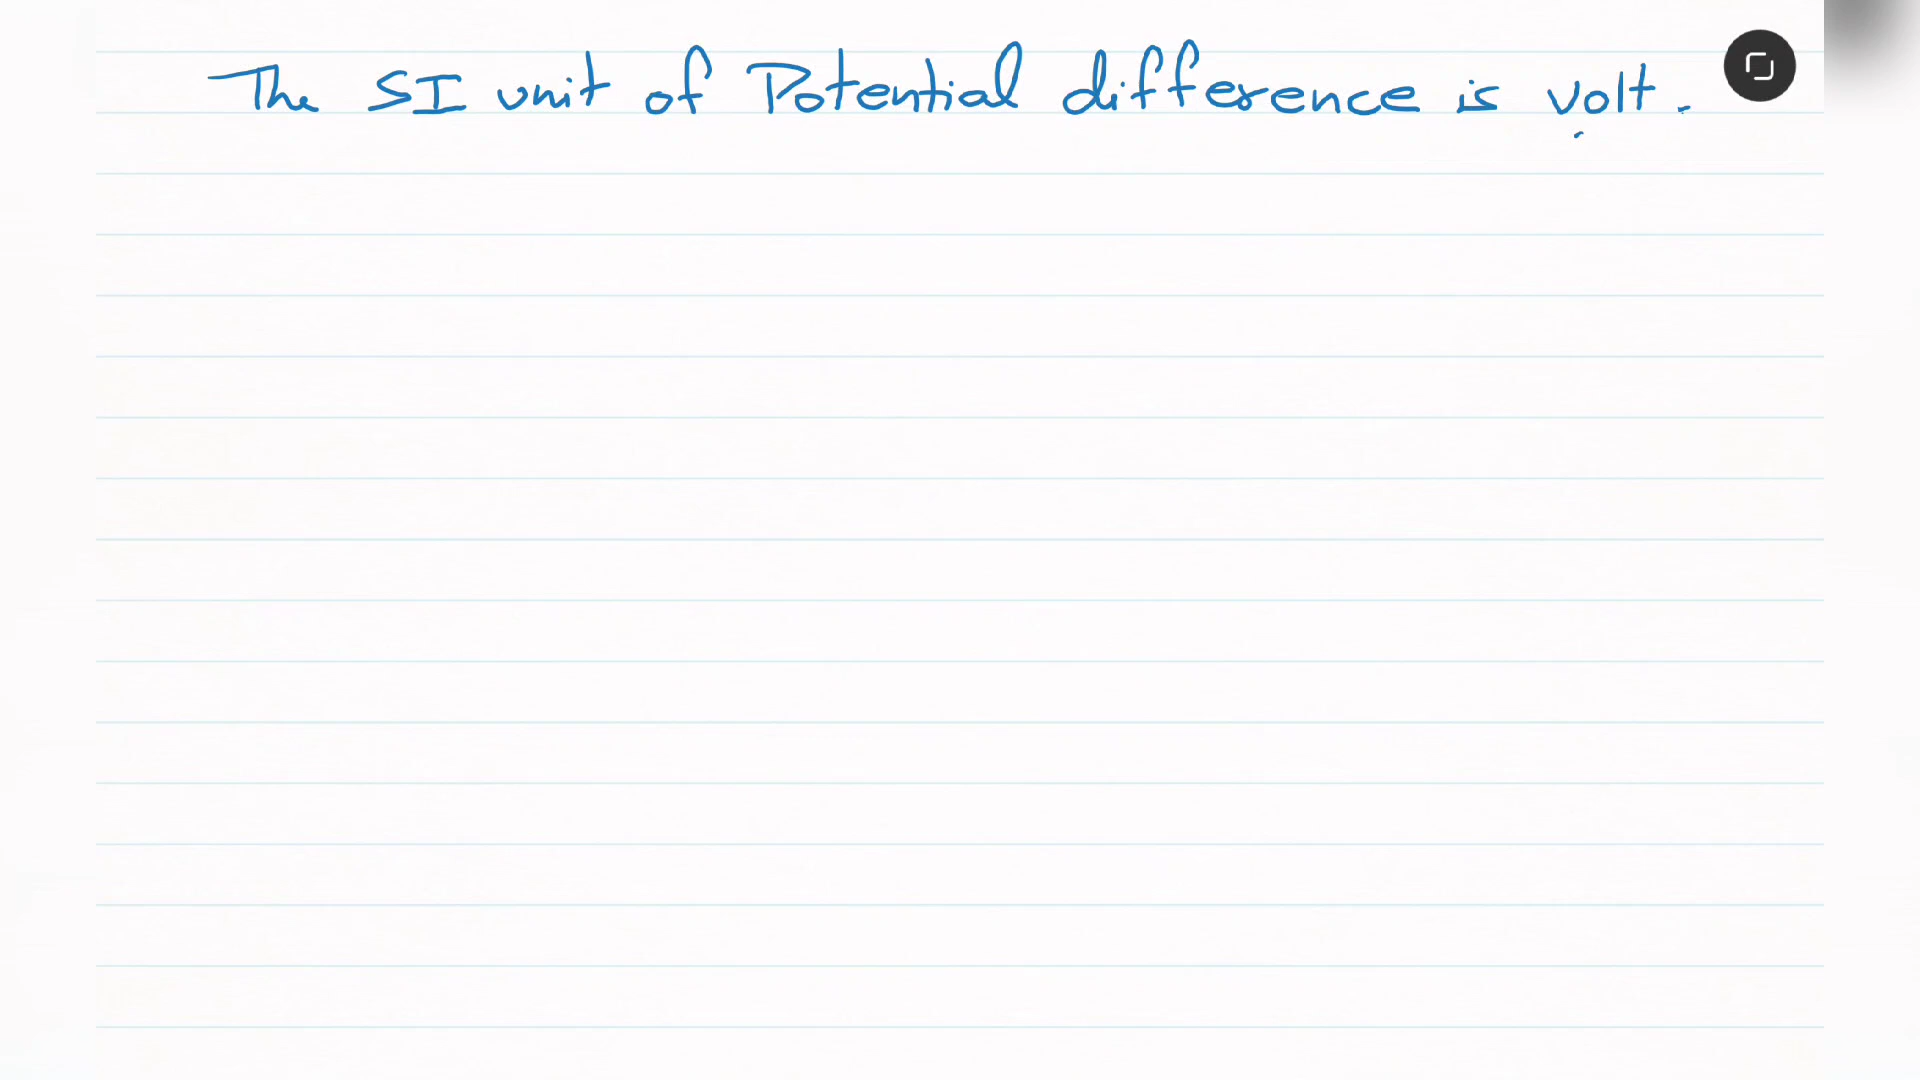 The SI unit of Potential difference is volt.